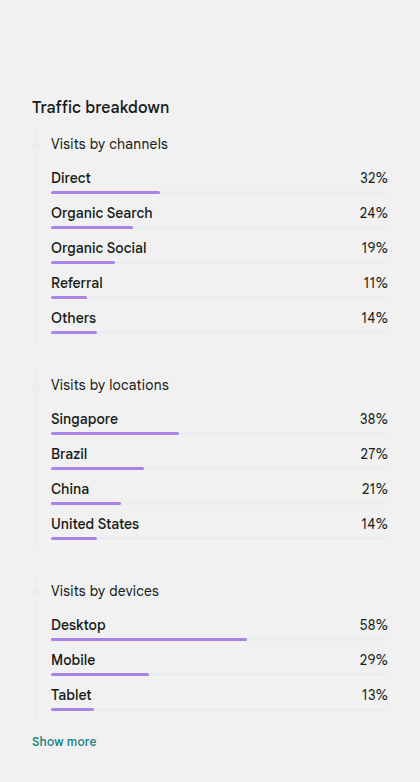 Traffic breakdown
Visits by channels
Direct 32%
Organic Search 24%
Organic Social 19%
Referral 11%
Others 14%
Visits by locations
Singapore 38%
Brazil 27%
China 21%
United States 14%
Visits by devices
Desktop 58%
Mobile 29%
Tablet 13%
Show more